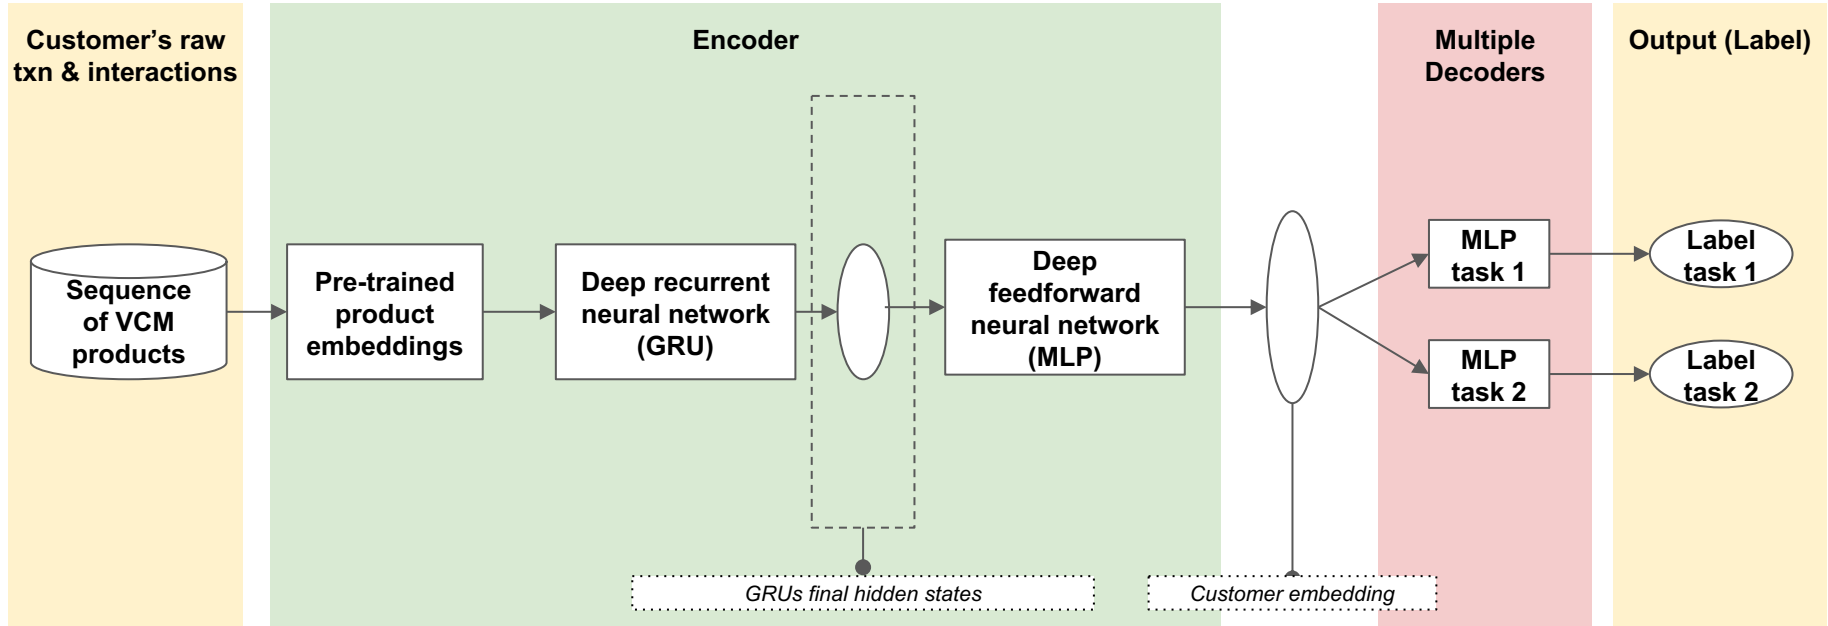 Customer's raw
txn & interactions
Encoder
Multiple
Decoders
Output (Label)
Sequence
of VCM
products
Pre-trained
product
embeddings
Deep recurrent
neural network
(GRU)
Deep
feedforward
neural network
(MLP)
MLP
task 1
Label
task 1
MLP
task 2
Label
task 2
GRUs final hidden states
Customer embedding